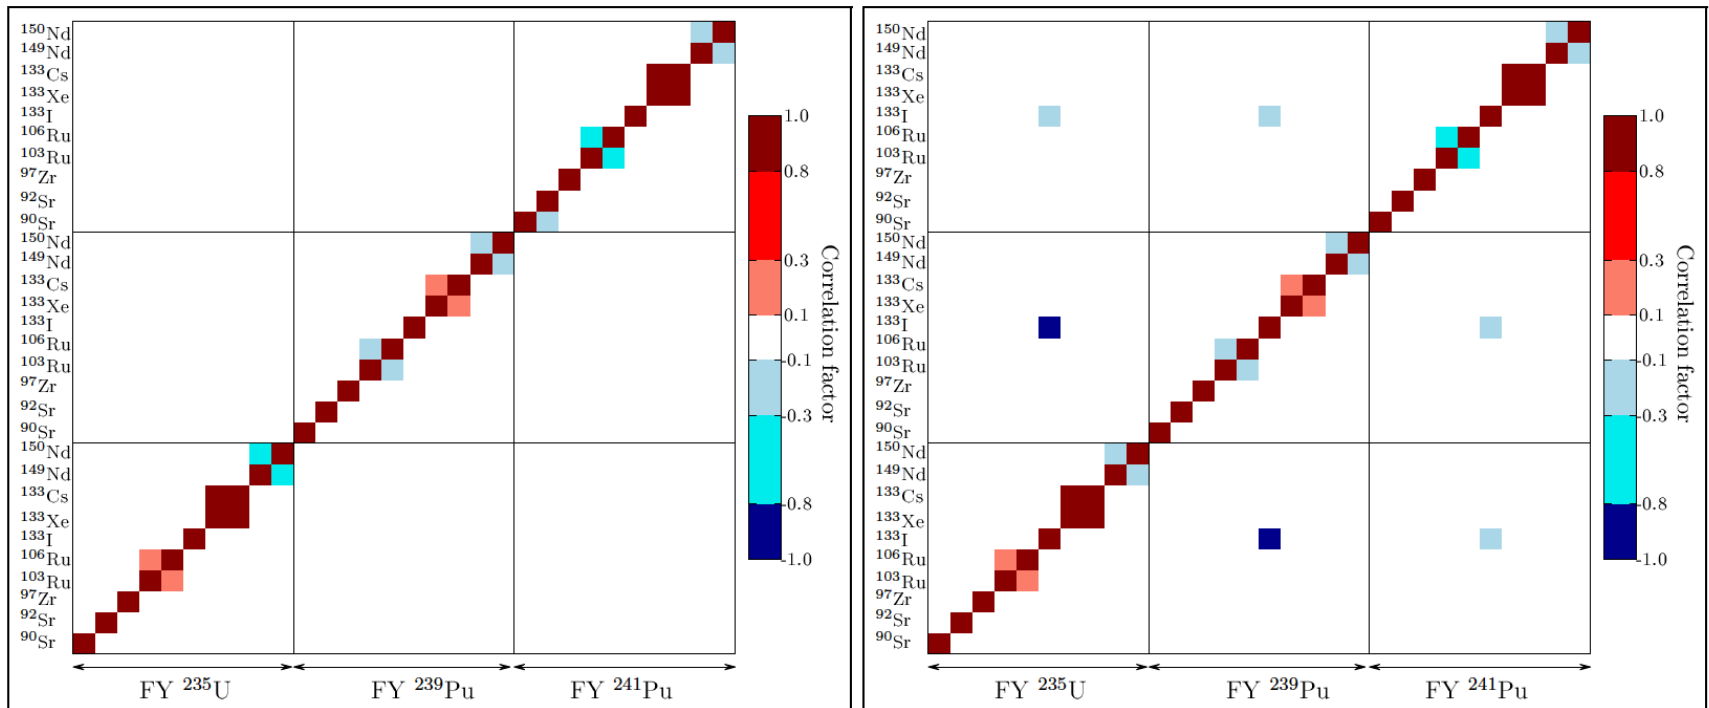 ¹⁵⁰Nd
¹⁴⁹Nd
¹³³Cs
¹³³Xe
¹³³I
¹⁰⁶Ru
¹⁰³Ru
⁹⁷Zr
⁹²Sr
⁹⁰Sr
¹⁵⁰Nd
¹⁴⁹Nd
¹³³Cs
¹³³Xe
¹³³I
¹⁰⁶Ru
¹⁰³Ru
⁹⁷Zr
⁹²Sr
⁹⁰Sr
¹⁵⁰Nd
¹⁴⁹Nd
¹³³Cs
¹³³Xe
¹³³I
¹⁰⁶Ru
¹⁰³Ru
⁹⁷Zr
⁹²Sr
⁹⁰Sr
FY ²³⁵U
FY ²³⁹Pu
FY ²⁴¹Pu
1.0
0.8
0.3
0.1
-0.1
-0.3
-0.8
-1.0
Correlation factor
¹⁵⁰Nd
¹⁴⁹Nd
¹³³Cs
¹³³Xe
¹³³I
¹⁰⁶Ru
¹⁰³Ru
⁹⁷Zr
⁹²Sr
⁹⁰Sr
¹⁵⁰Nd
¹⁴⁹Nd
¹³³Cs
¹³³Xe
¹³³I
¹⁰⁶Ru
¹⁰³Ru
⁹⁷Zr
⁹²Sr
⁹⁰Sr
¹⁵⁰Nd
¹⁴⁹Nd
¹³³Cs
¹³³Xe
¹³³I
¹⁰⁶Ru
¹⁰³Ru
⁹⁷Zr
⁹²Sr
⁹⁰Sr
FY ²³⁵U
FY ²³⁹Pu
FY ²⁴¹Pu
1.0
0.8
0.3
0.1
-0.1
-0.3
-0.8
-1.0
Correlation factor